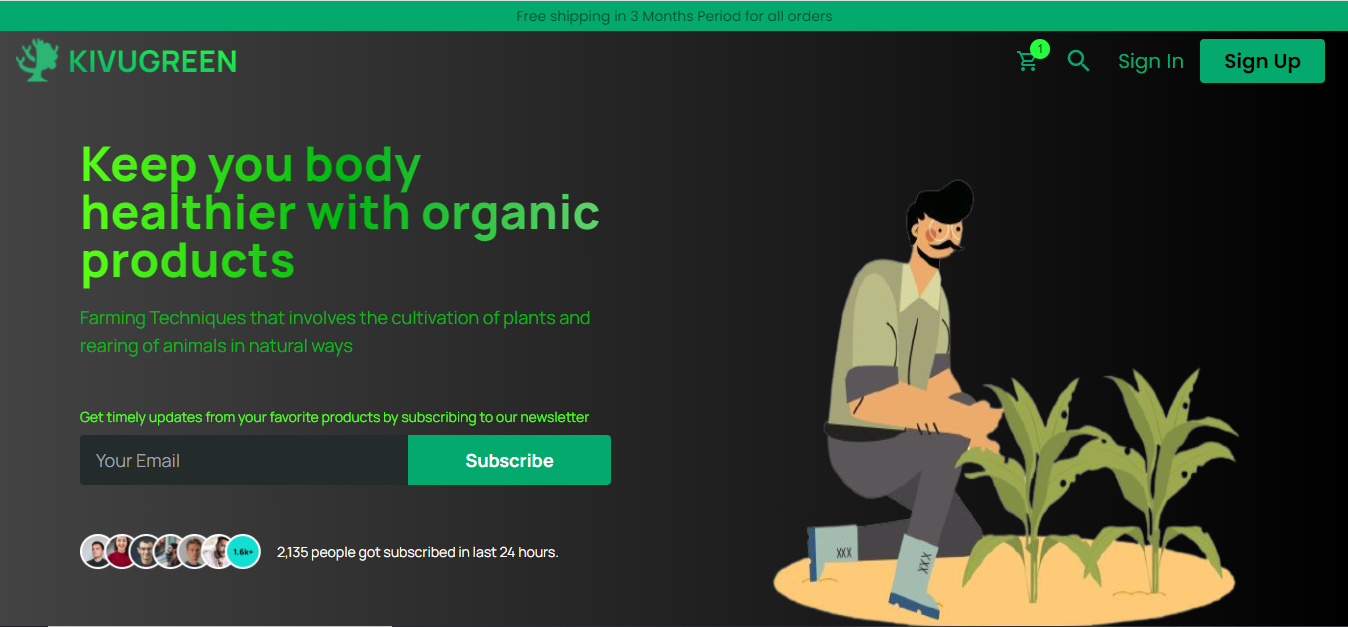 Free shipping in 3 Months Period for all orders
KIVUGREEN
1
Sign In
Sign Up
Keep you body
healthier with organic
products
Farming Techniques that involves the cultivation of plants and
rearing of animals in natural ways
Get timely updates from your favorite products by subscribing to our newsletter
Your Email
Subscribe
1.6k+
2,135 people got subscribed in last 24 hours.
XXX
XXX